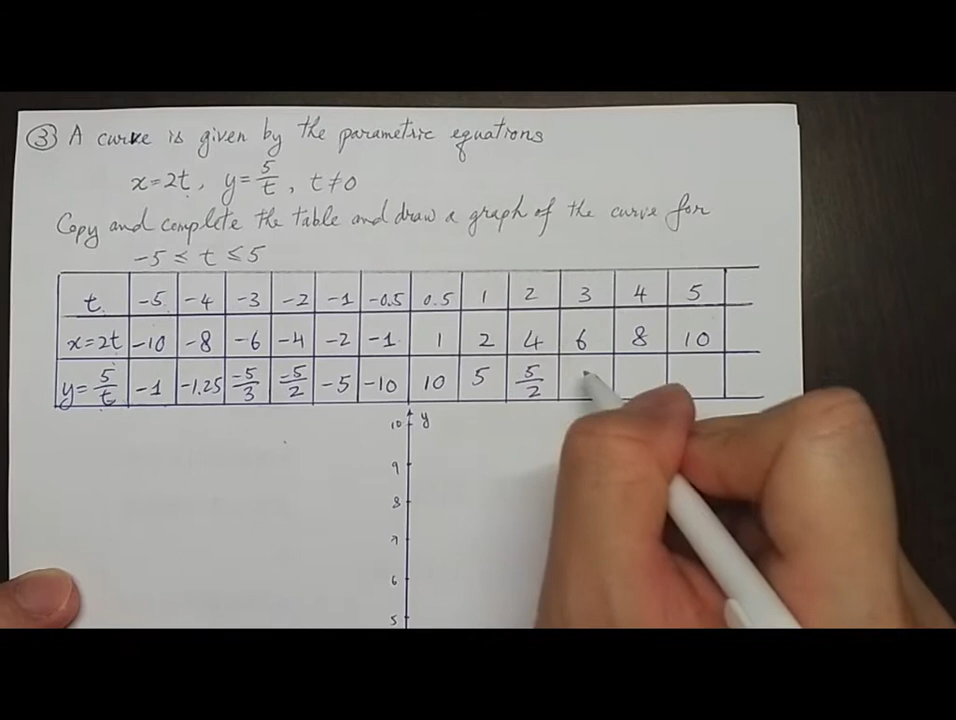 ③ A curve is given by the parametric equations
x=2t, y=5/t, t≠0
Copy and complete the table and draw a graph of the curve for
-5 ≤ t ≤ 5
t -5 -4 -3 -2 -1 -0.5 0.5 1 2 3 4 5
x=2t -10 -8 -6 -4 -2 -1 1 2 4 6 8 10
y=5/t -1 -1.25 -5/3 -5/2 -5 -10 10 5 5/2
10 y
9
8
7
6
5